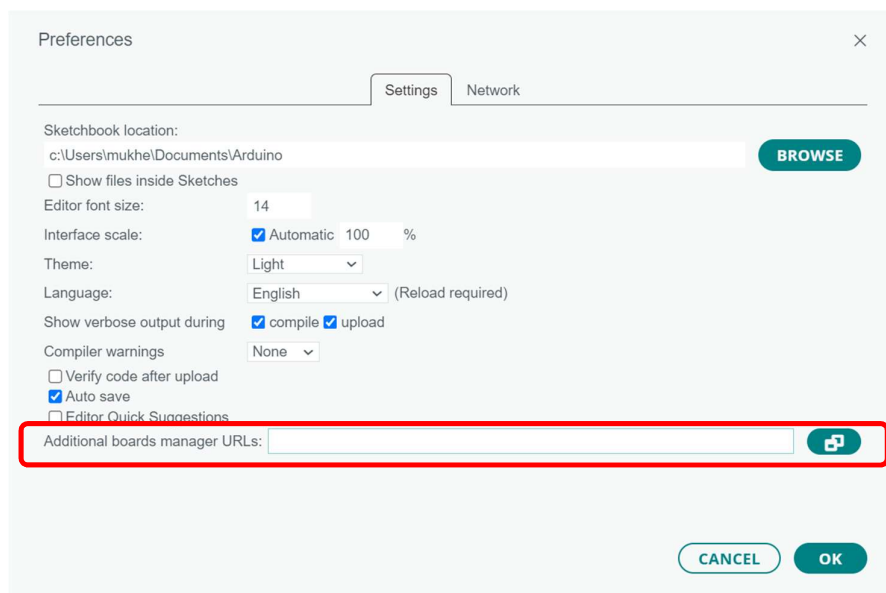 Preferences
Settings Network
Sketchbook location:
c:\Users\mukhe\Documents\Arduino BROWSE
Show files inside Sketches
Editor font size: 14
Interface scale: Automatic 100 %
Theme: Light
Language: English (Reload required)
Show verbose output during compile upload
Compiler warnings None
Verify code after upload
Auto save
Editor Quick Suggestions
Additional boards manager URLs:
CANCEL OK